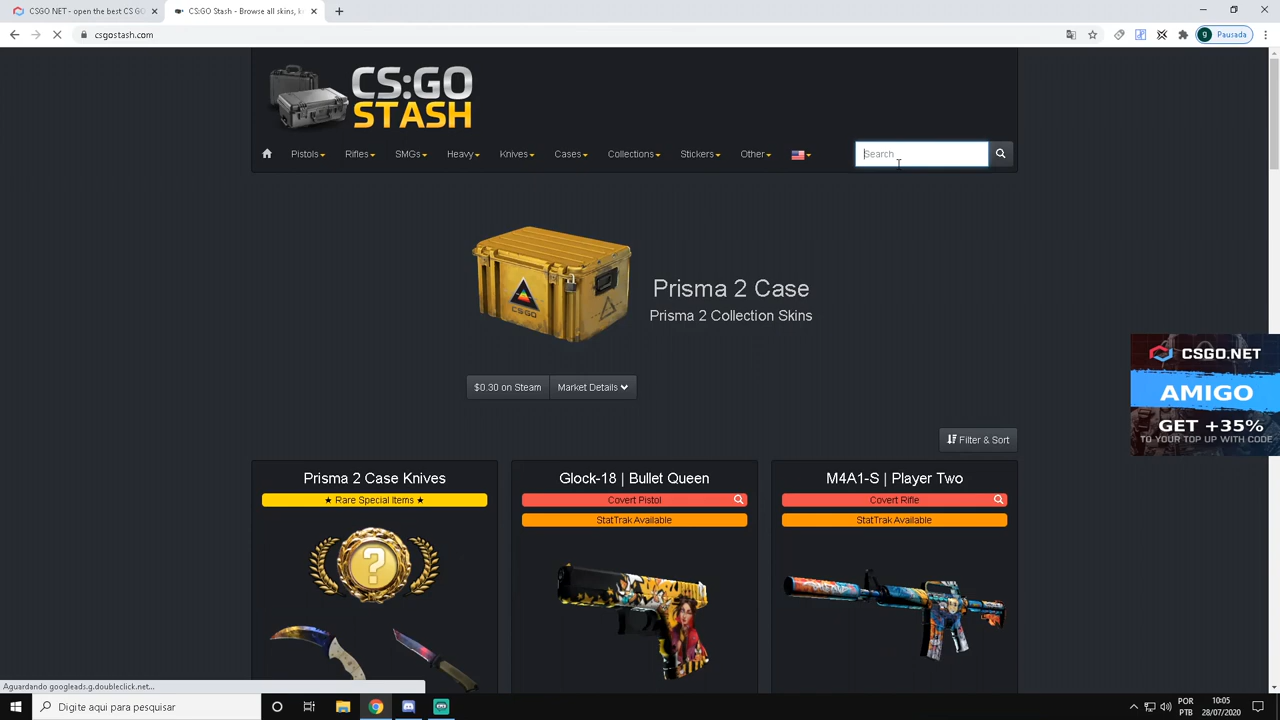 CSGO NET - open the best CS GO
CS:GO Stash - Browse all skins, k
csgostash.com
Pausada
CS:GO
STASH
Pistols
Rifles
SMGs
Heavy
Knives
Cases
Collections
Stickers
Other
Search
CS:GO
Prisma 2 Case
Prisma 2 Collection Skins
$0.30 on Steam
Market Details
CSGO.NET
AMIGO
GET +35%
TO YOUR TOP UP WITH CODE
Filter & Sort
Prisma 2 Case Knives
★ Rare Special Items ★
Glock-18 | Bullet Queen
Covert Pistol
StatTrak Available
M4A1-S | Player Two
Covert Rifle
StatTrak Available
?
Aguardando googleads.g.doubleclick.net...
Digite aqui para pesquisar
POR
PTB
10:05
28/07/2020